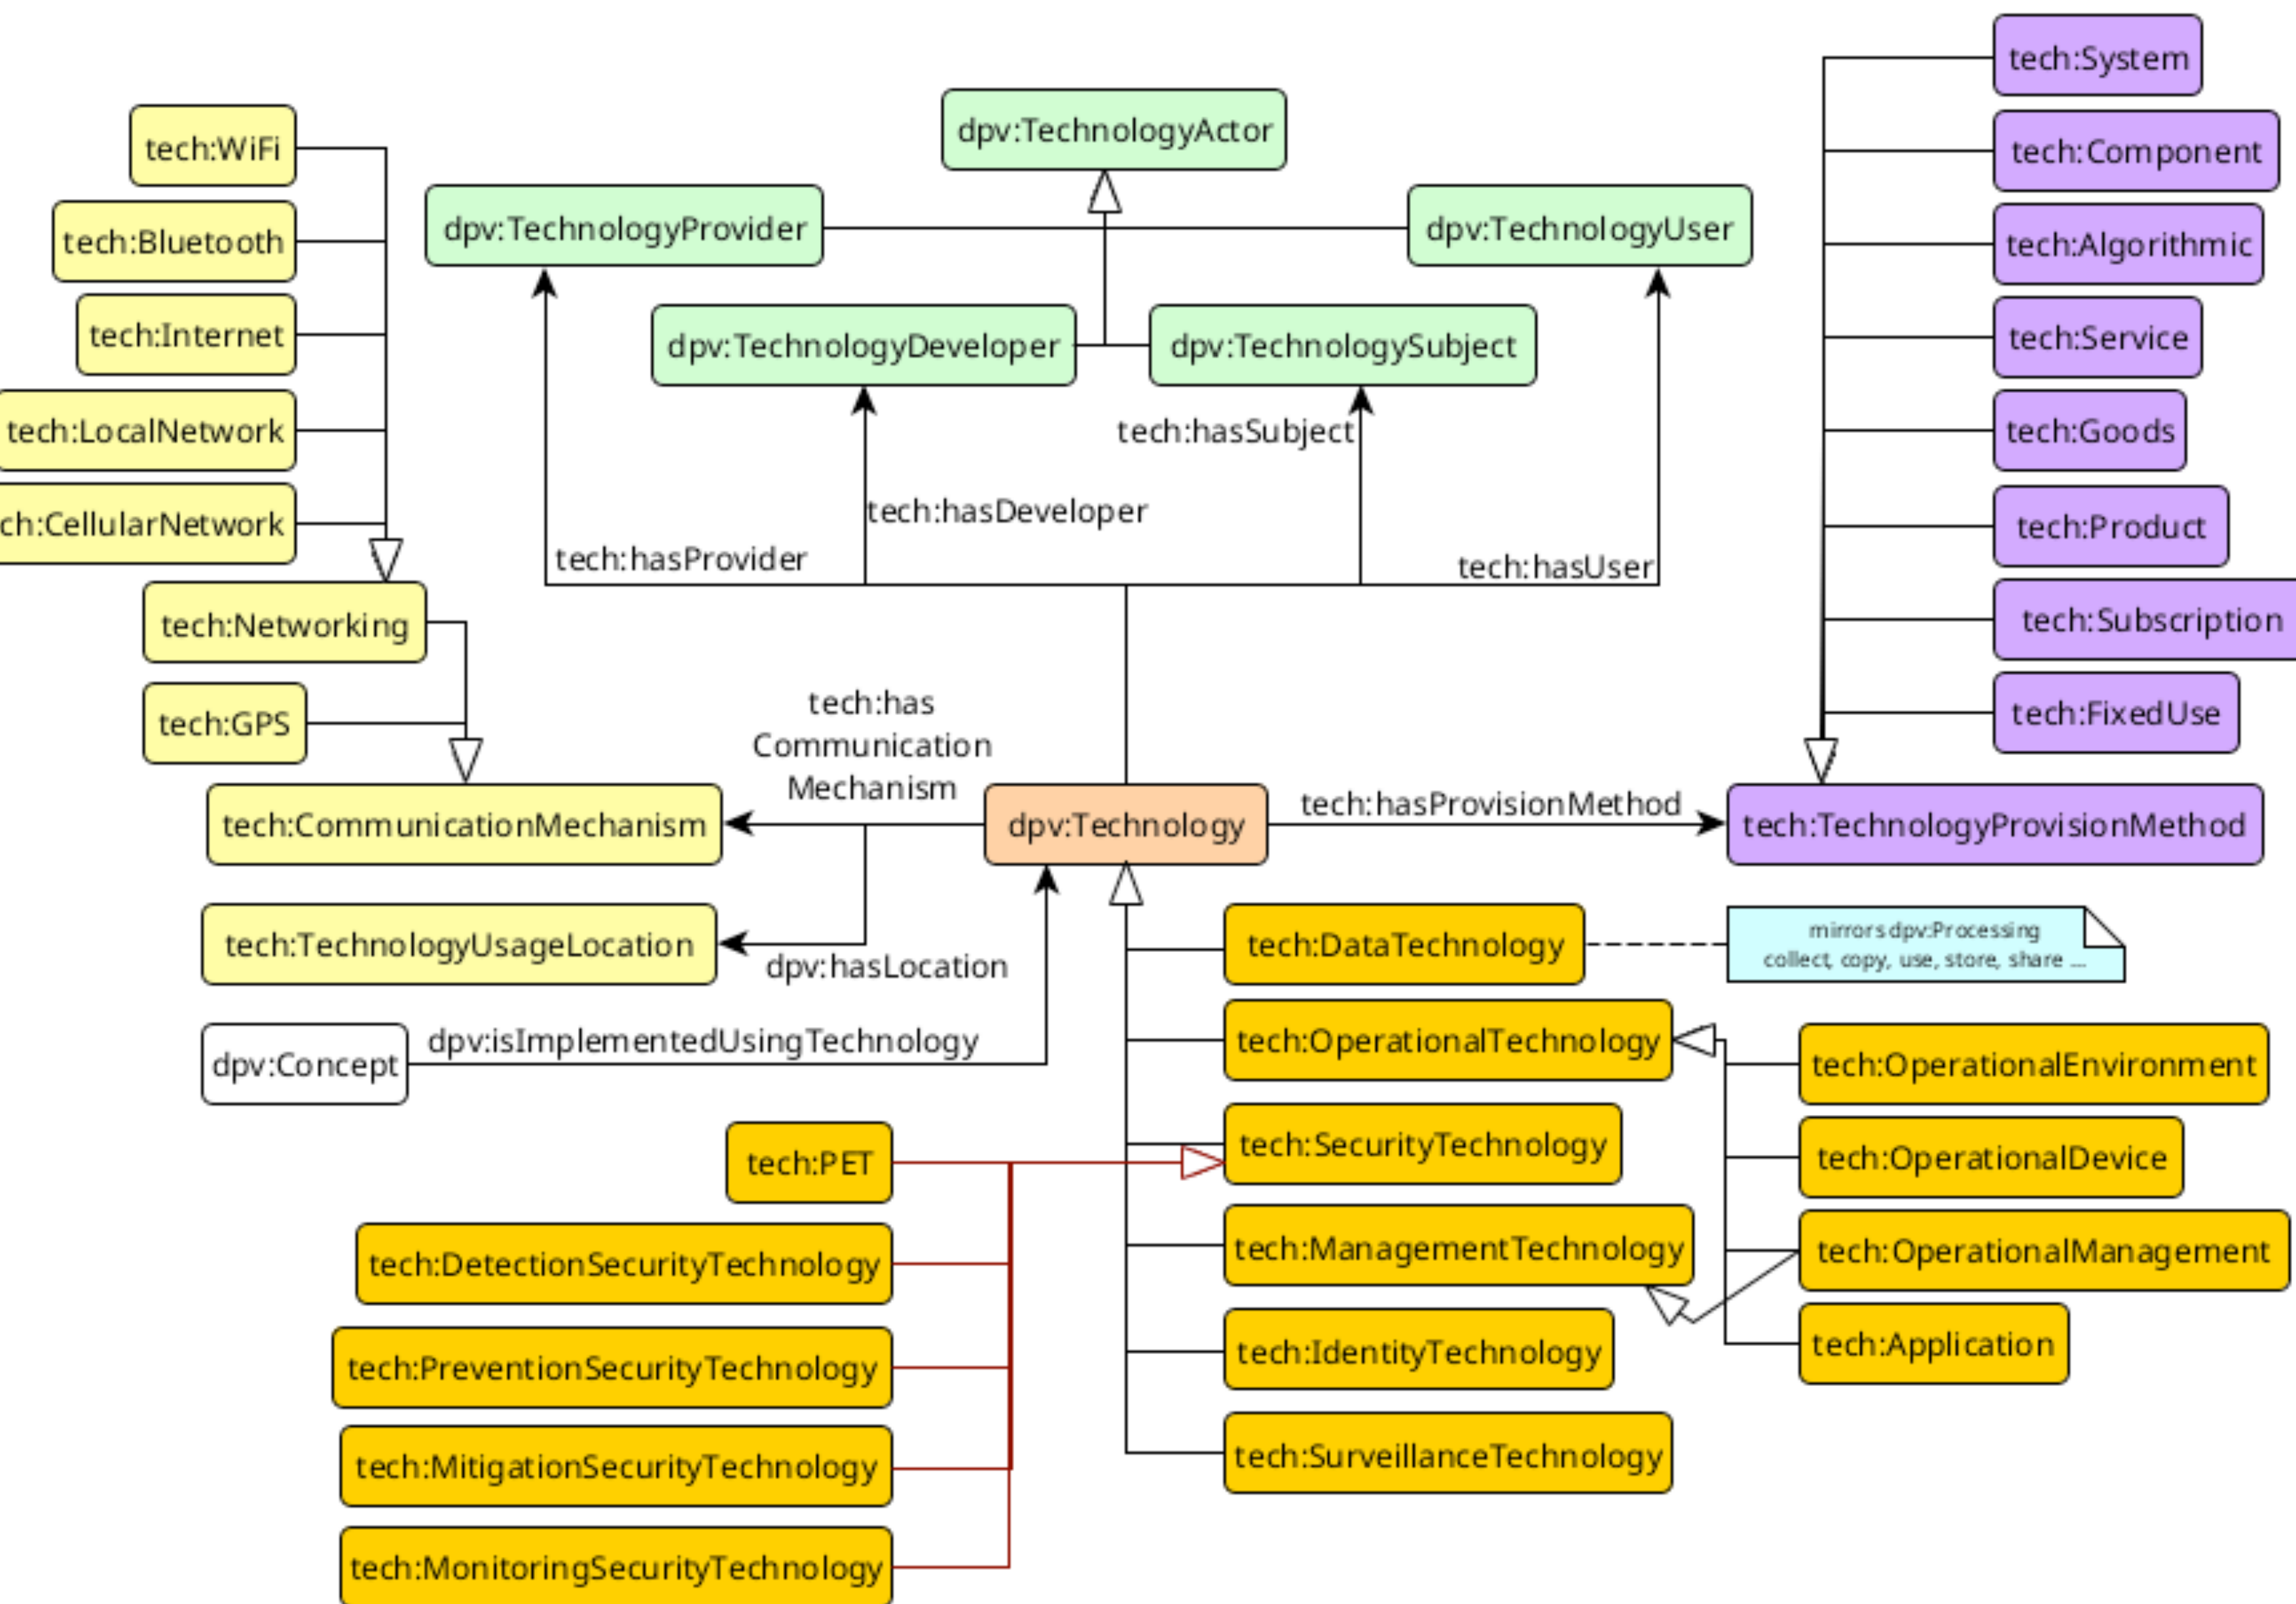 tech:System
dpv:TechnologyActor
tech:WiFi
tech:Component
dpv:TechnologyProvider
dpv:TechnologyUser
tech:Bluetooth
tech:Algorithmic
tech:Internet
dpv:TechnologyDeveloper
dpv:TechnologySubject
tech:Service
tech:LocalNetwork
tech:hasSubject
tech:Goods
tech:hasDeveloper
ch:CellularNetwork
tech:Product
tech:hasProvider
tech:hasUser
tech:Networking
tech:Subscription
tech:GPS
tech:has
Communication
Mechanism
tech:FixedUse
tech:CommunicationMechanism
dpv:Technology
tech:hasProvisionMethod
tech:TechnologyProvisionMethod
tech:TechnologyUsageLocation
dpv:hasLocation
tech:DataTechnology
mirrors dpv:Processing
collect, copy, use, store, share ...
dpv:Concept
dpv:isImplementedUsingTechnology
tech:OperationalTechnology
tech:OperationalEnvironment
tech:PET
tech:SecurityTechnology
tech:OperationalDevice
tech:DetectionSecurityTechnology
tech:ManagementTechnology
tech:OperationalManagement
tech:PreventionSecurityTechnology
tech:IdentityTechnology
tech:Application
tech:MitigationSecurityTechnology
tech:SurveillanceTechnology
tech:MonitoringSecurityTechnology